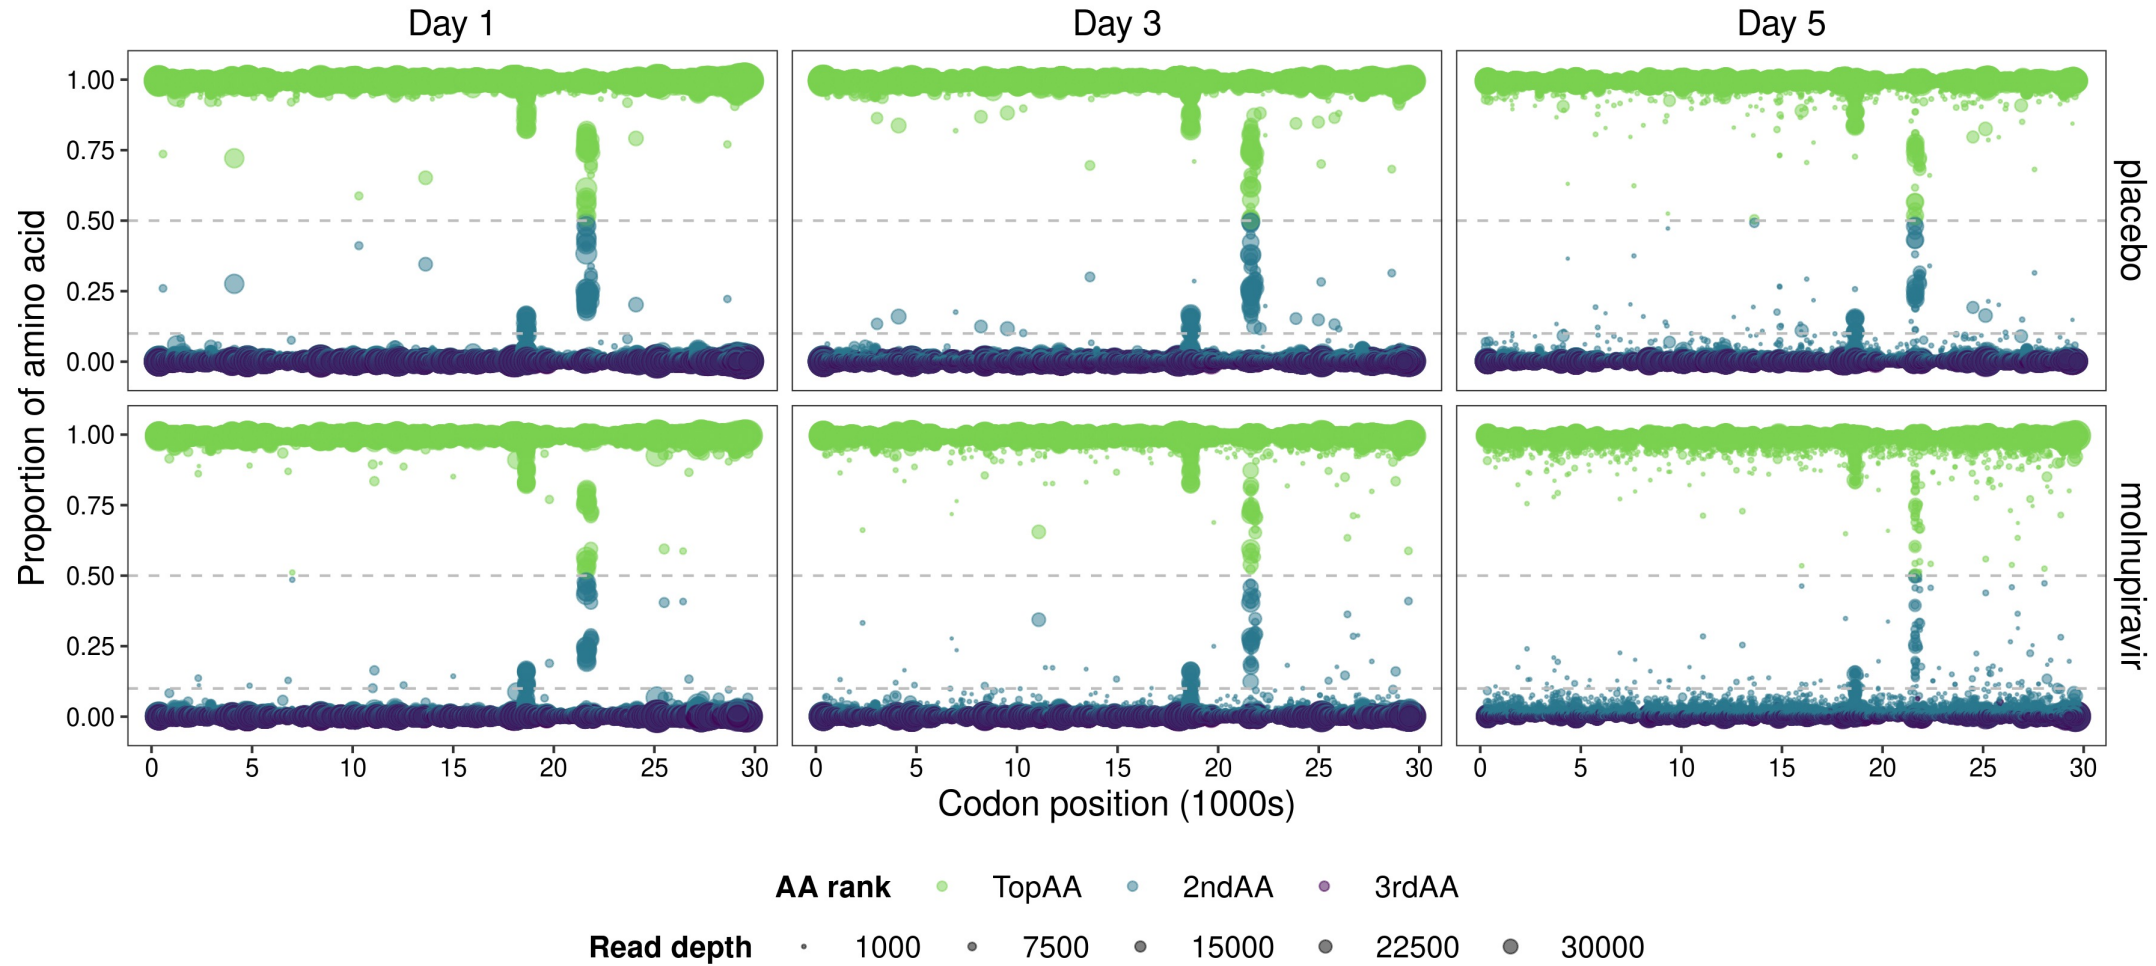 Day 1 Day 3 Day 5
Proportion of amino acid
1.00
0.75
0.50
0.25
0.00
placebo
1.00
0.75
0.50
0.25
0.00
molnupiravir
0 5 10 15 20 25 30 0 5 10 15 20 25 30 0 5 10 15 20 25 30
Codon position (1000s)
AA rank TopAA 2ndAA 3rdAA
Read depth 1000 7500 15000 22500 30000